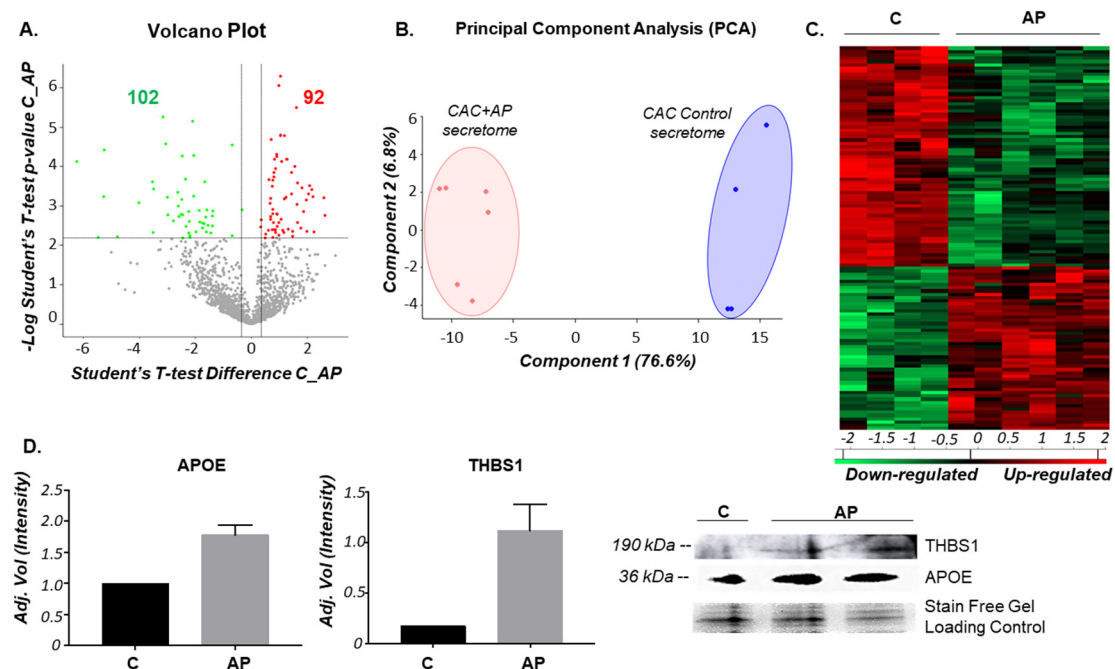 A.
Volcano Plot
102
92
6
5
4
3
2
1
0
-6
-4
-2
0
2
-Log Student's T-test p-value C_AP
Student's T-test Difference C_AP
B.
Principal Component Analysis (PCA)
CAC+AP
secretome
CAC Control
secretome
6
4
2
0
-2
-4
-10
-5
0
5
10
15
Component 2 (6.8%)
Component 1 (76.6%)
C.
C
AP
-2
-1.5
-1
-0.5
0
0.5
1
1.5
2
Down-regulated
Up-regulated
D.
APOE
Adj. Vol (Intensity)
2.5
2.0
1.5
1.0
0.5
0.0
C
AP
THBS1
Adj. Vol (Intensity)
1.5
1.0
0.5
0.0
C
AP
C
AP
190 kDa --
THBS1
36 kDa --
APOE
Stain Free Gel
Loading Control